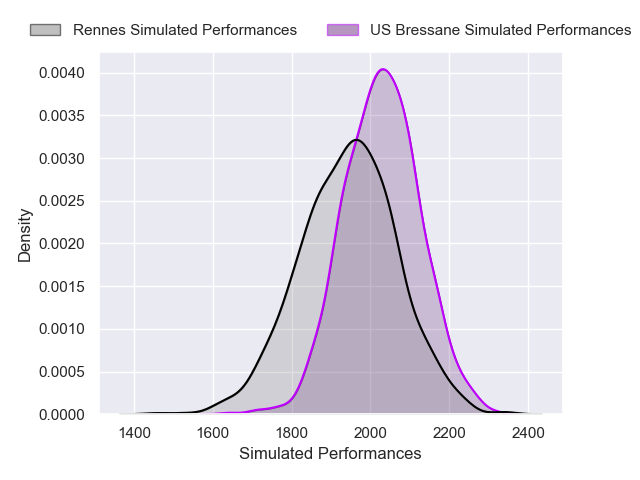 Rennes Simulated Performances US Bressane Simulated Performances
0.0040
0.0035
0.0030
0.0025
0.0020
0.0015
0.0010
0.0005
0.0000
Density
1400 1600 1800 2000 2200 2400
Simulated Performances